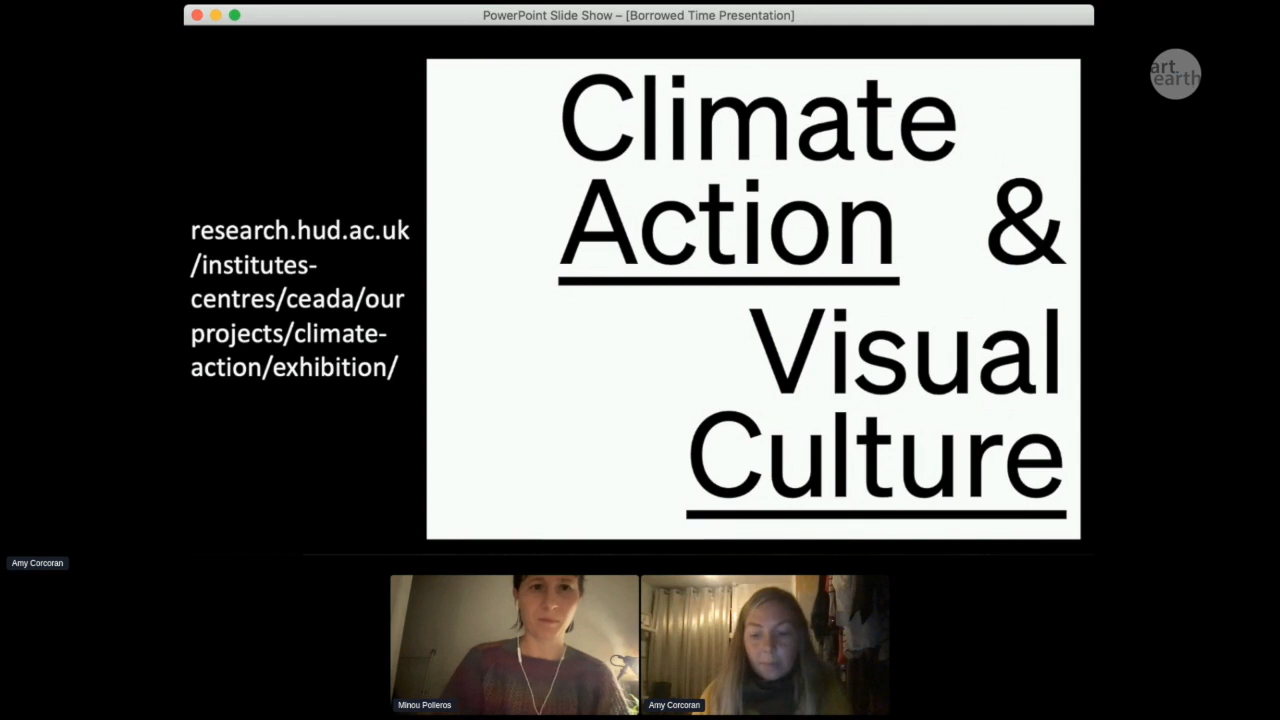 PowerPoint Slide Show – [Borrowed Time Presentation]
art
earth
Climate
Action &
Visual
Culture
research.hud.ac.uk
/institutes-
centres/ceada/our
projects/climate-
action/exhibition/
Amy Corcoran
Minou Polleros
Amy Corcoran